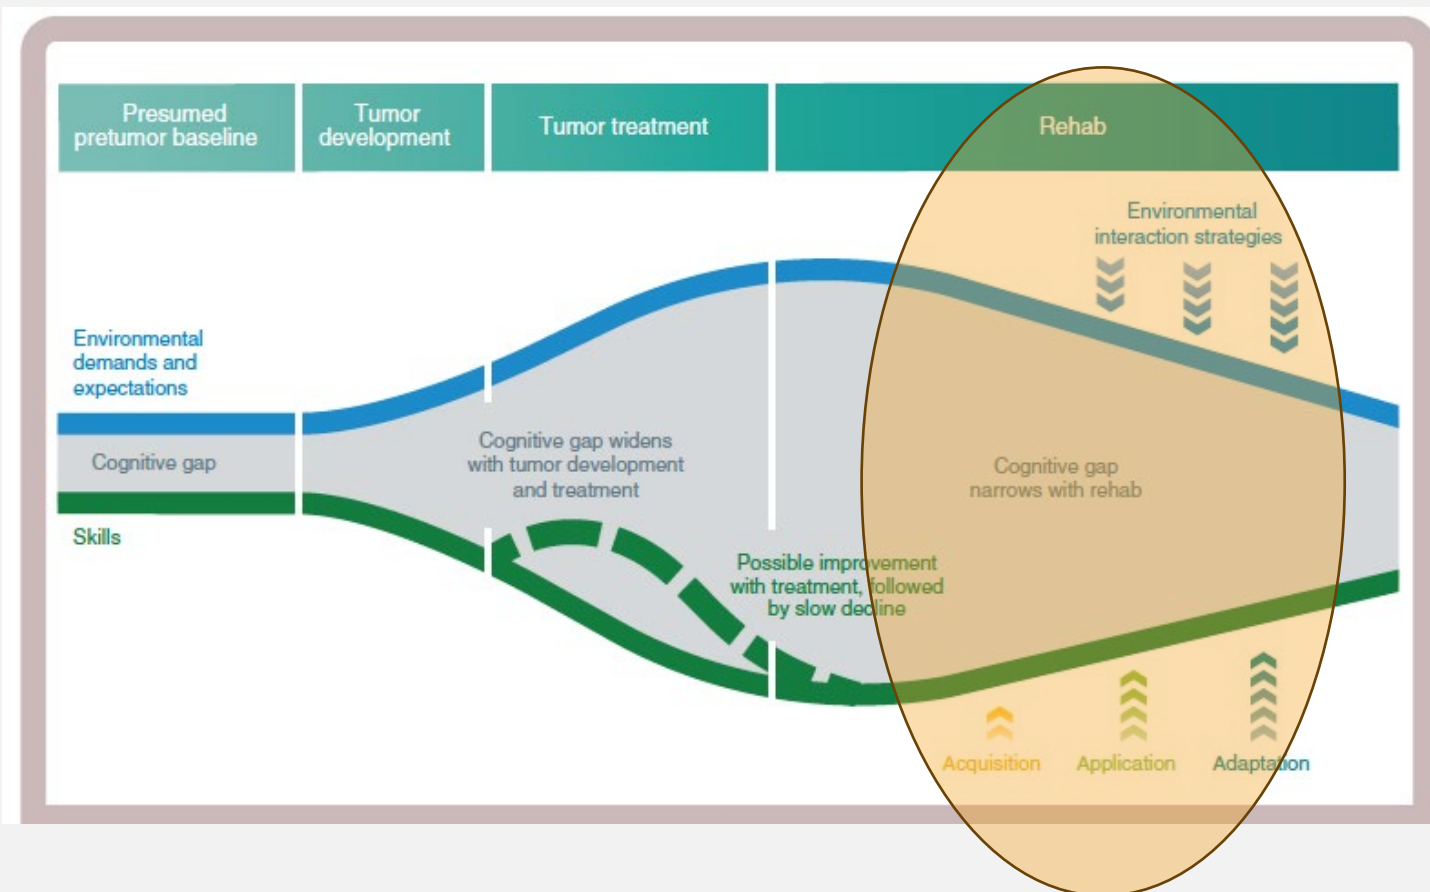 Presumed
pretumor baseline
Tumor
development
Tumor treatment
Rehab
Environmental
interaction strategies
Environmental
demands and
expectations
Cognitive gap
Skills
Cognitive gap widens
with tumor development
and treatment
Cognitive gap
narrows with rehab
Possible improvement
with treatment, followed
by slow decline
Acquisition
Application
Adaptation